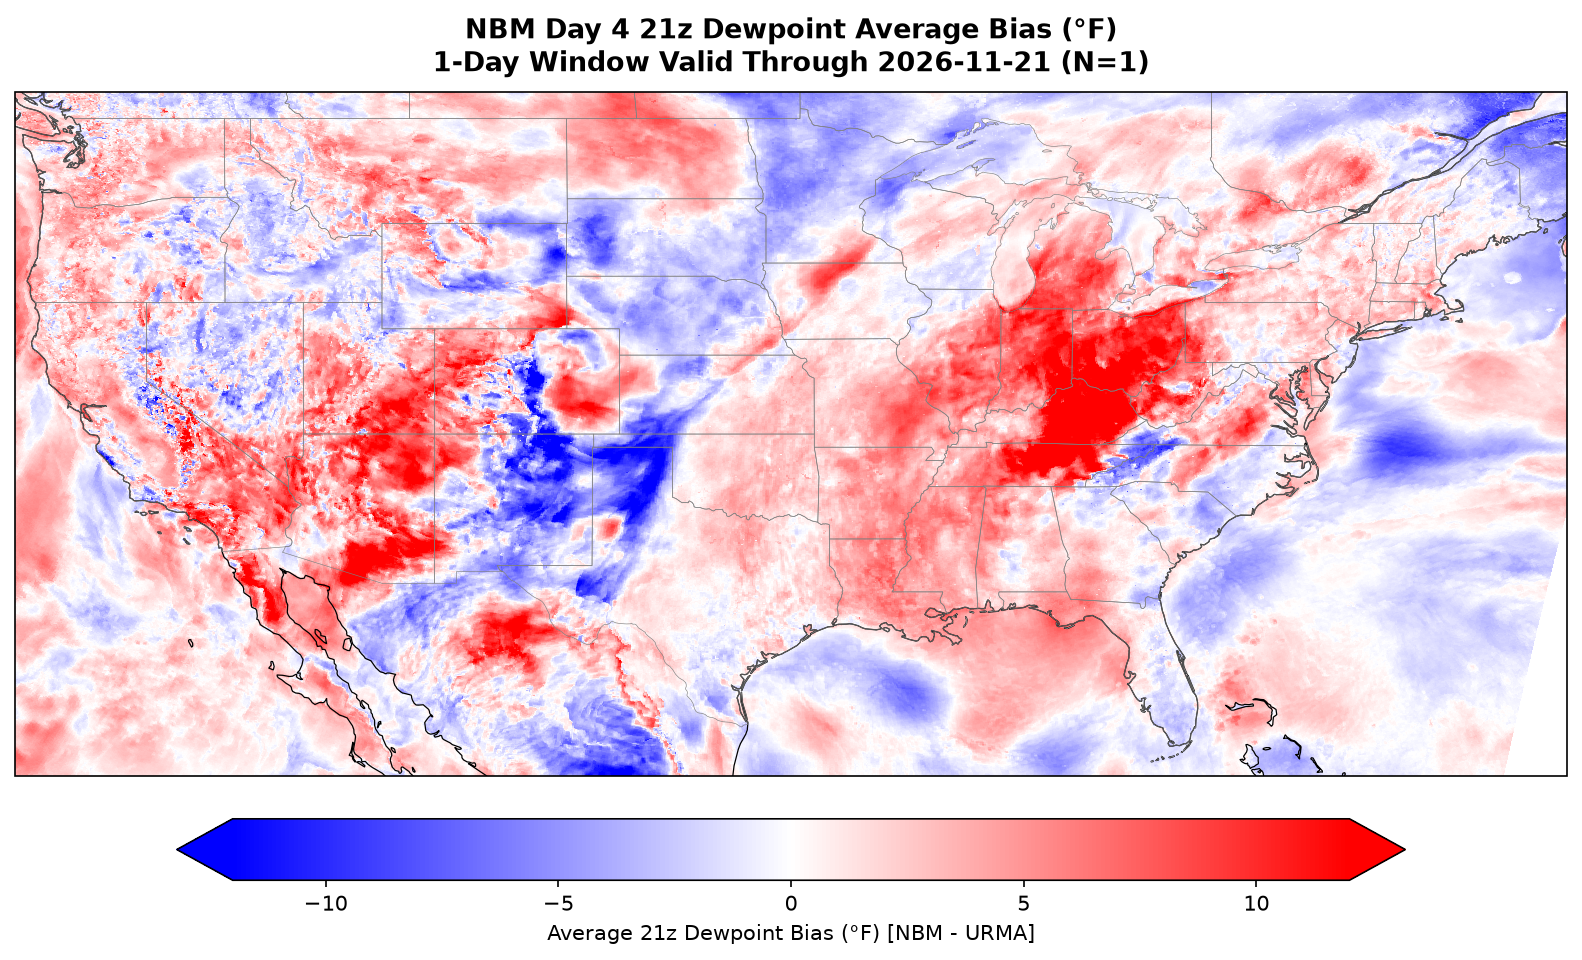 NBM Day 4 21z Dewpoint Average Bias (°F)
1-Day Window Valid Through 2026-11-21 (N=1)
−10 −5 0 5 10
Average 21z Dewpoint Bias (°F) [NBM - URMA]